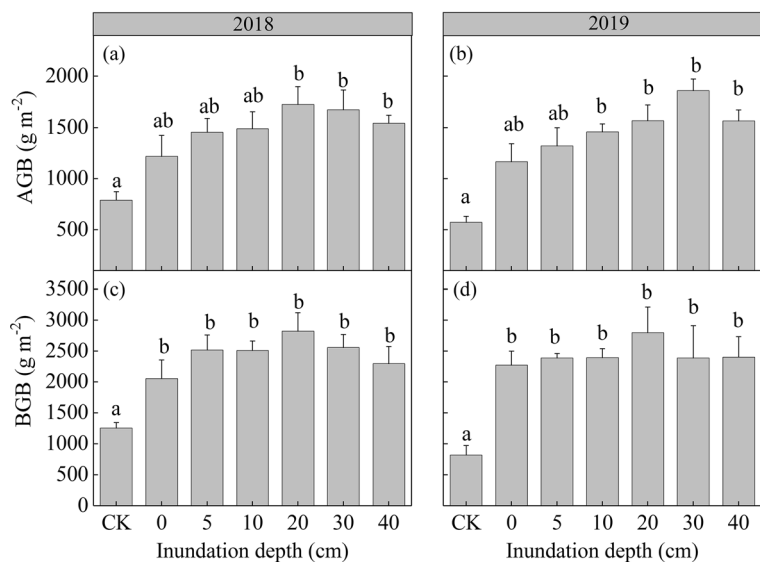 2018 2019
(a) (b)
AGB (g m⁻²)
2000
1500
1000
500
a ab ab ab b b b
a ab ab b b b b
(c) (d)
BGB (g m⁻²)
3500
3000
2500
2000
1500
1000
500
0
a b b b b b b
a b b b b b b
CK 0 5 10 20 30 40 CK 0 5 10 20 30 40
Inundation depth (cm) Inundation depth (cm)